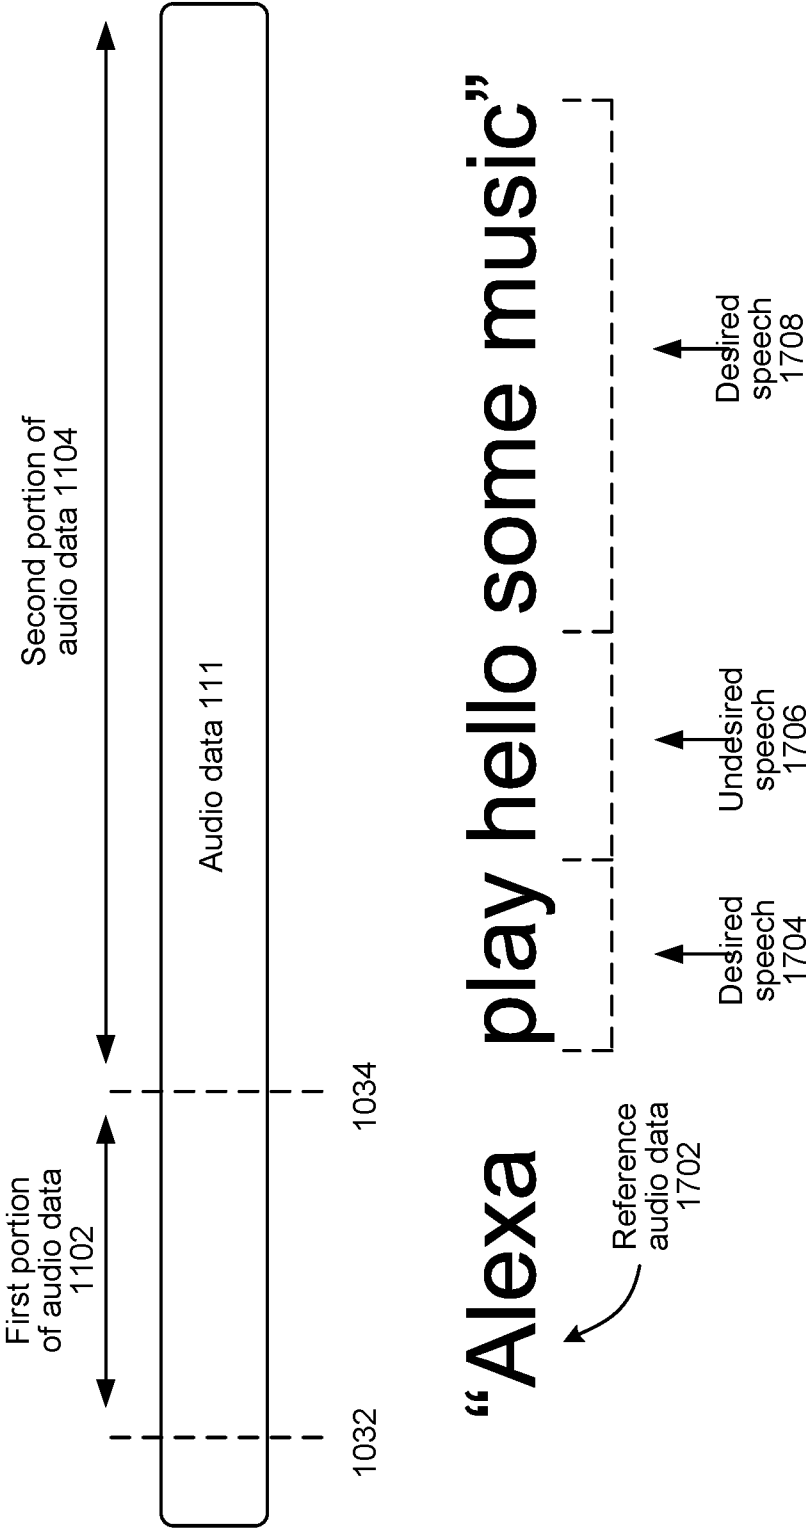 First portion
of audio data
1102
Second portion of
audio data 1104
Audio data 111
1032
1034
“Alexa play hello some music”
Reference
audio data
1702
Desired
speech
1704
Undesired
speech
1706
Desired
speech
1708